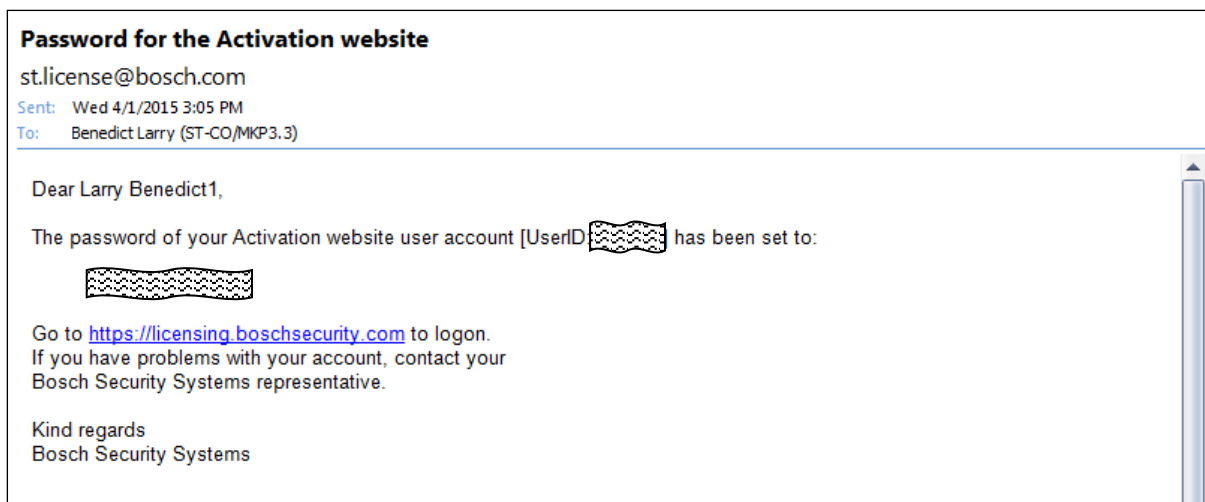 Password for the Activation website
st.license@bosch.com
Sent: Wed 4/1/2015 3:05 PM
To: Benedict Larry (ST-CO/MKP3.3)
Dear Larry Benedict1,
The password of your Activation website user account [UserID: has been set to:
Go to https://licensing.boschsecurity.com to logon.
If you have problems with your account, contact your
Bosch Security Systems representative.
Kind regards
Bosch Security Systems